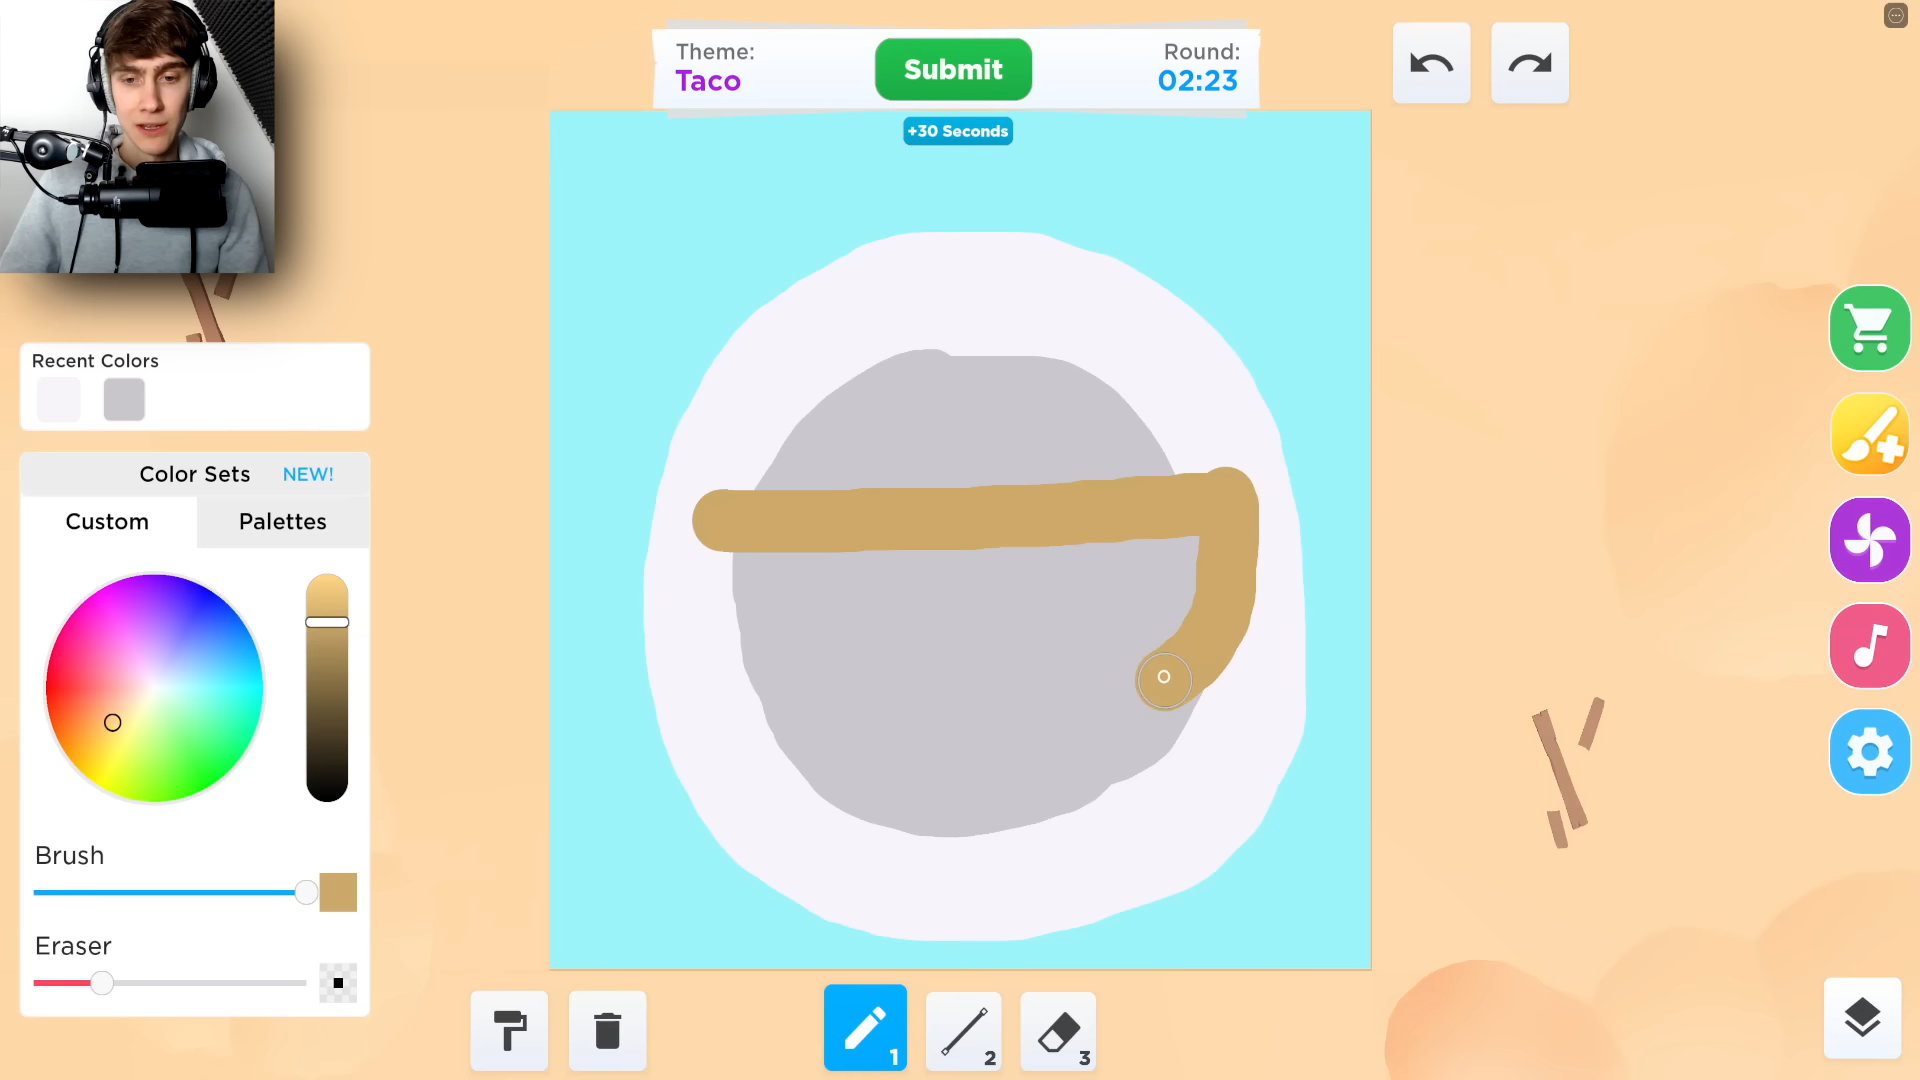 Theme:
Taco
Submit
Round:
02:23
+30 Seconds
Recent Colors
Color Sets NEW!
Custom Palettes
Brush
Eraser
1
2
3